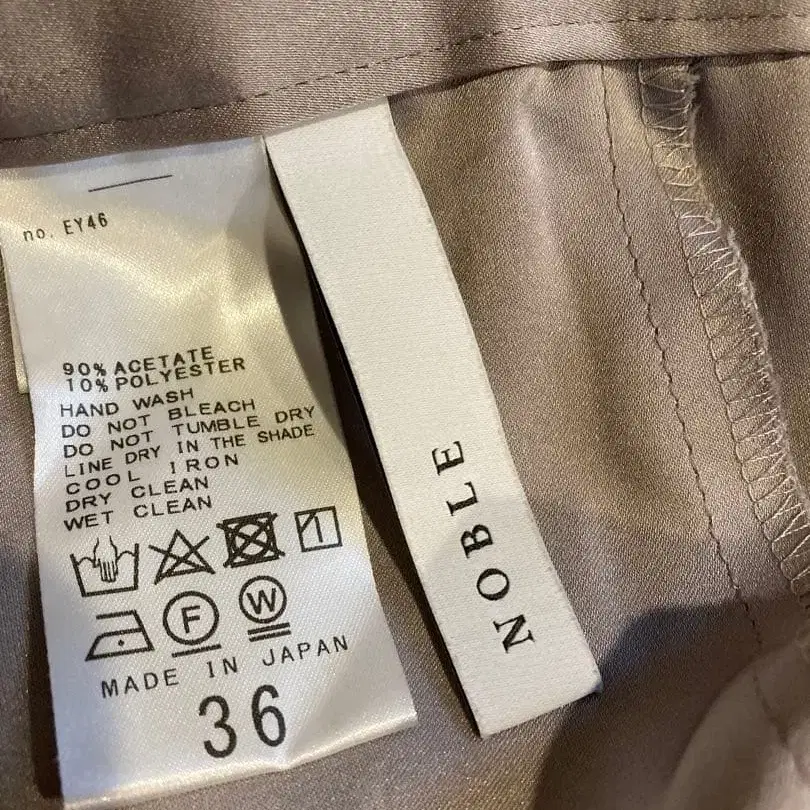 no. EY46
90% ACETATE
10% POLYESTER
HAND WASH
DO NOT BLEACH
DO NOT TUMBLE DRY
LINE DRY IN THE SHADE
COOL IRON
DRY CLEAN
WET CLEAN
F
W
MADE IN JAPAN
36
NOBLE